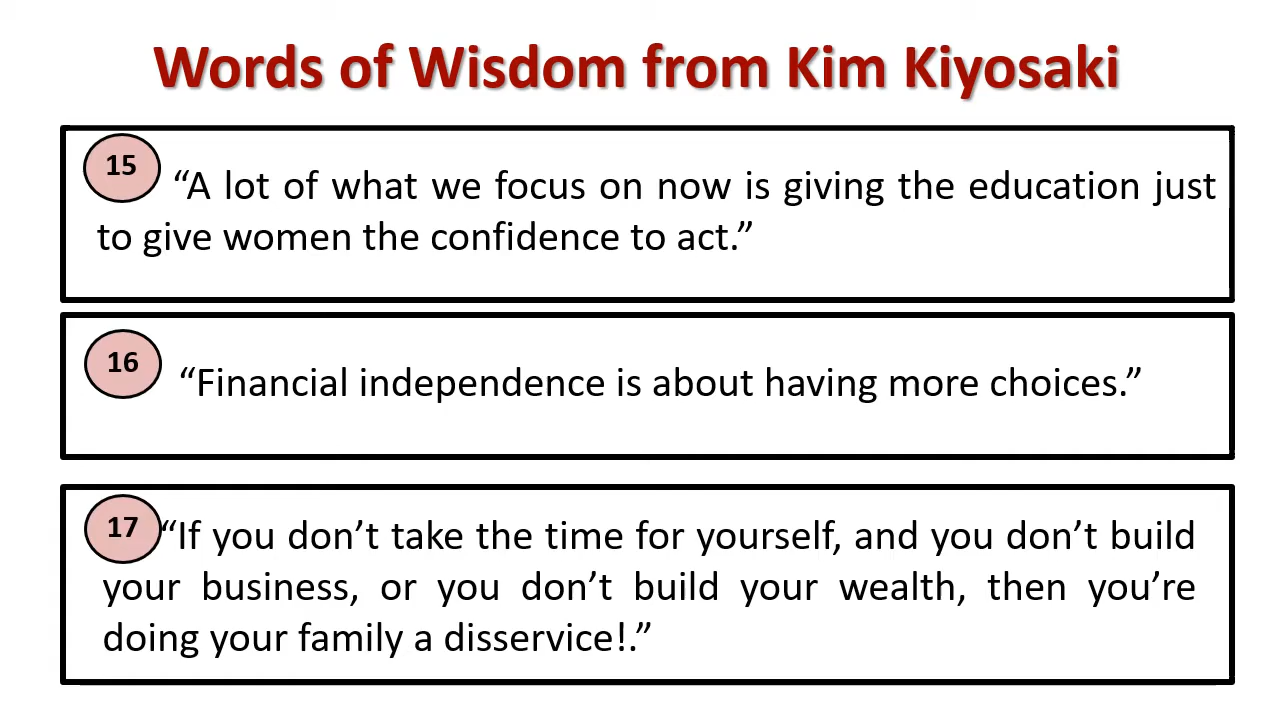 Words of Wisdom from Kim Kiyosaki
15
“A lot of what we focus on now is giving the education just
to give women the confidence to act.”
16
“Financial independence is about having more choices.”
17
“If you don’t take the time for yourself, and you don’t build
your business, or you don’t build your wealth, then you’re
doing your family a disservice!.”